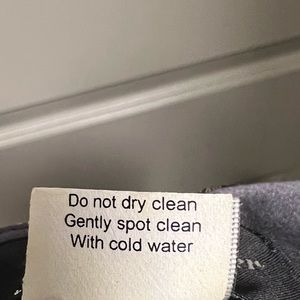 Do not dry clean
Gently spot clean
With cold water